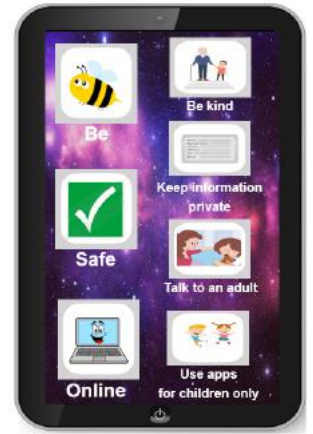 Be
Safe
Online
Be kind
Keep information
private
Talk to an adult
Use apps
for children only